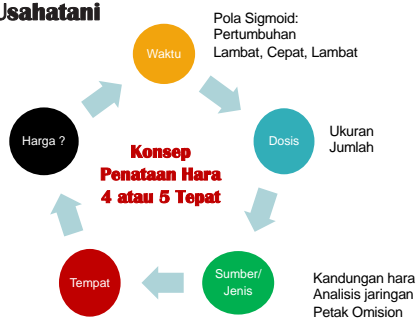 Usahatani
Pola Sigmoid:
Pertumbuhan
Lambat, Cepat, Lambat
Waktu
Dosis
Ukuran
Jumlah
Harga ?
Konsep
Penataan Hara
4 atau 5 Tepat
Tempat
Sumber/
Jenis
Kandungan hara
Analisis jaringan
Petak Omision